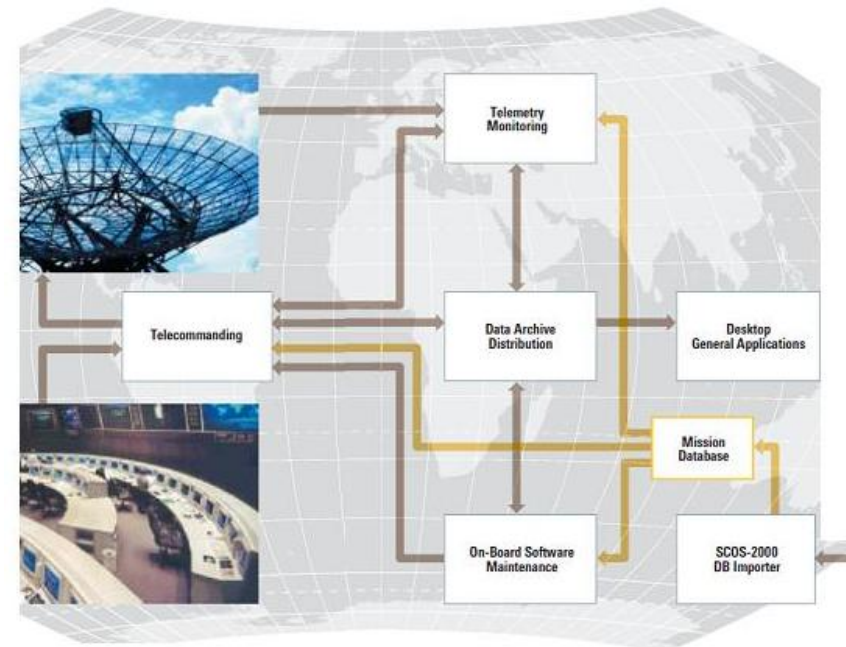 Telemetry
Monitoring
Telecommanding
Data Archive
Distribution
Desktop
General Applications
Mission
Database
On-Board Software
Maintenance
SCOS-2000
DB Importer